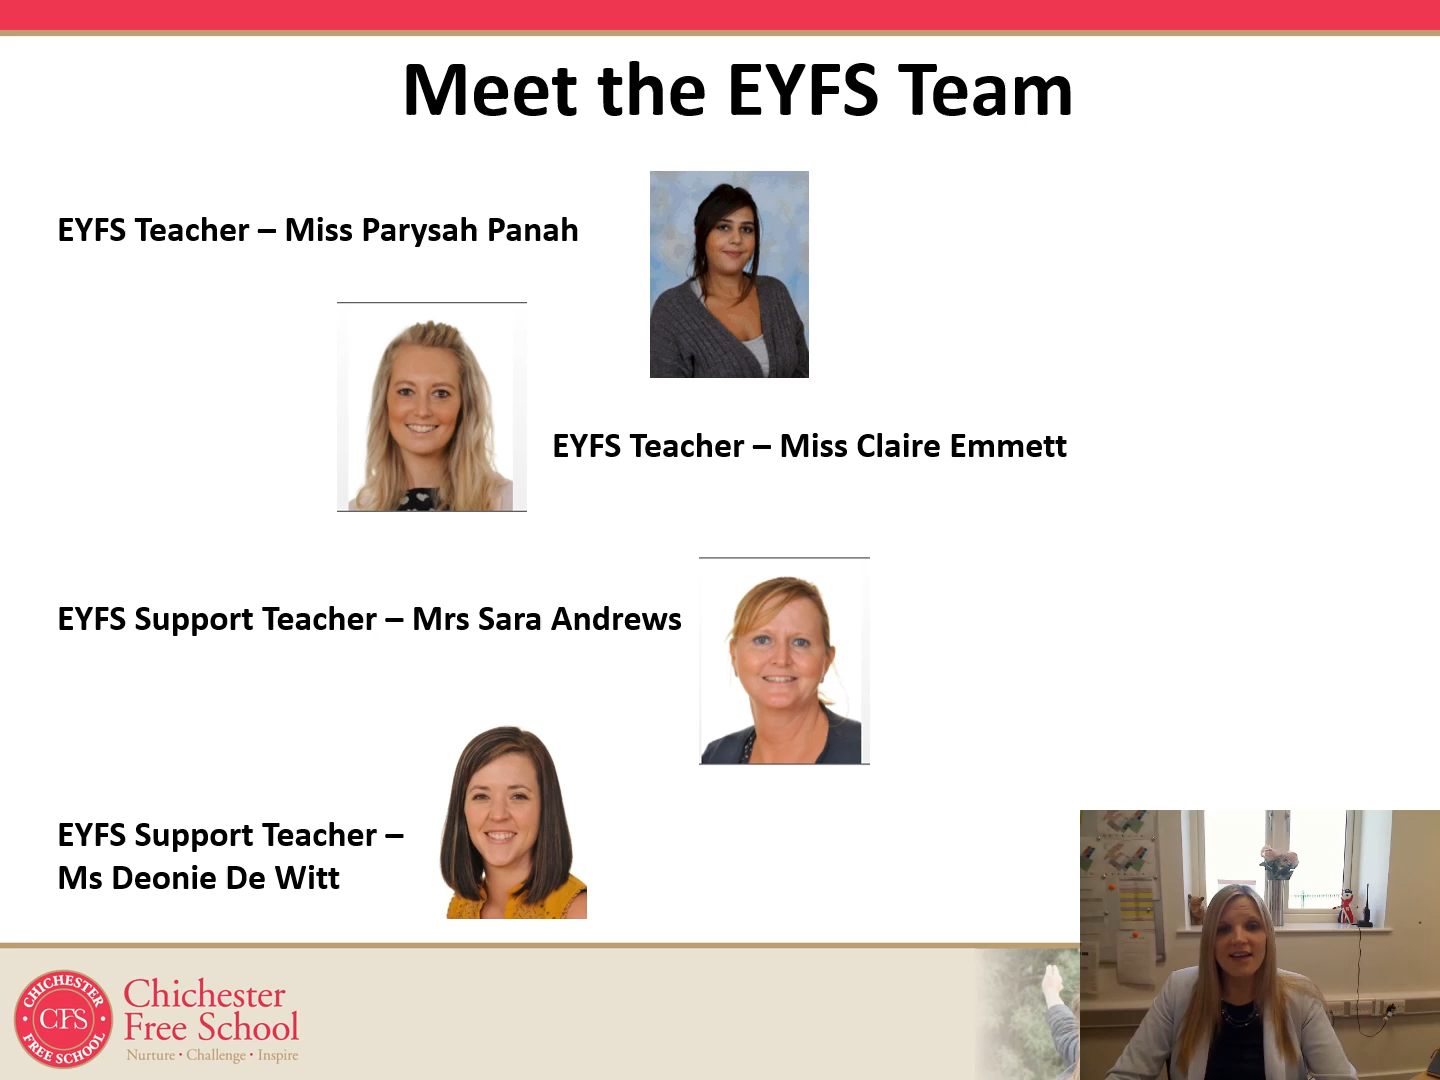 Meet the EYFS Team
EYFS Teacher – Miss Parysah Panah
EYFS Teacher – Miss Claire Emmett
EYFS Support Teacher – Mrs Sara Andrews
EYFS Support Teacher –
Ms Deonie De Witt
CHICHESTER
CFS
FREE SCHOOL
Chichester
Free School
Nurture • Challenge • Inspire